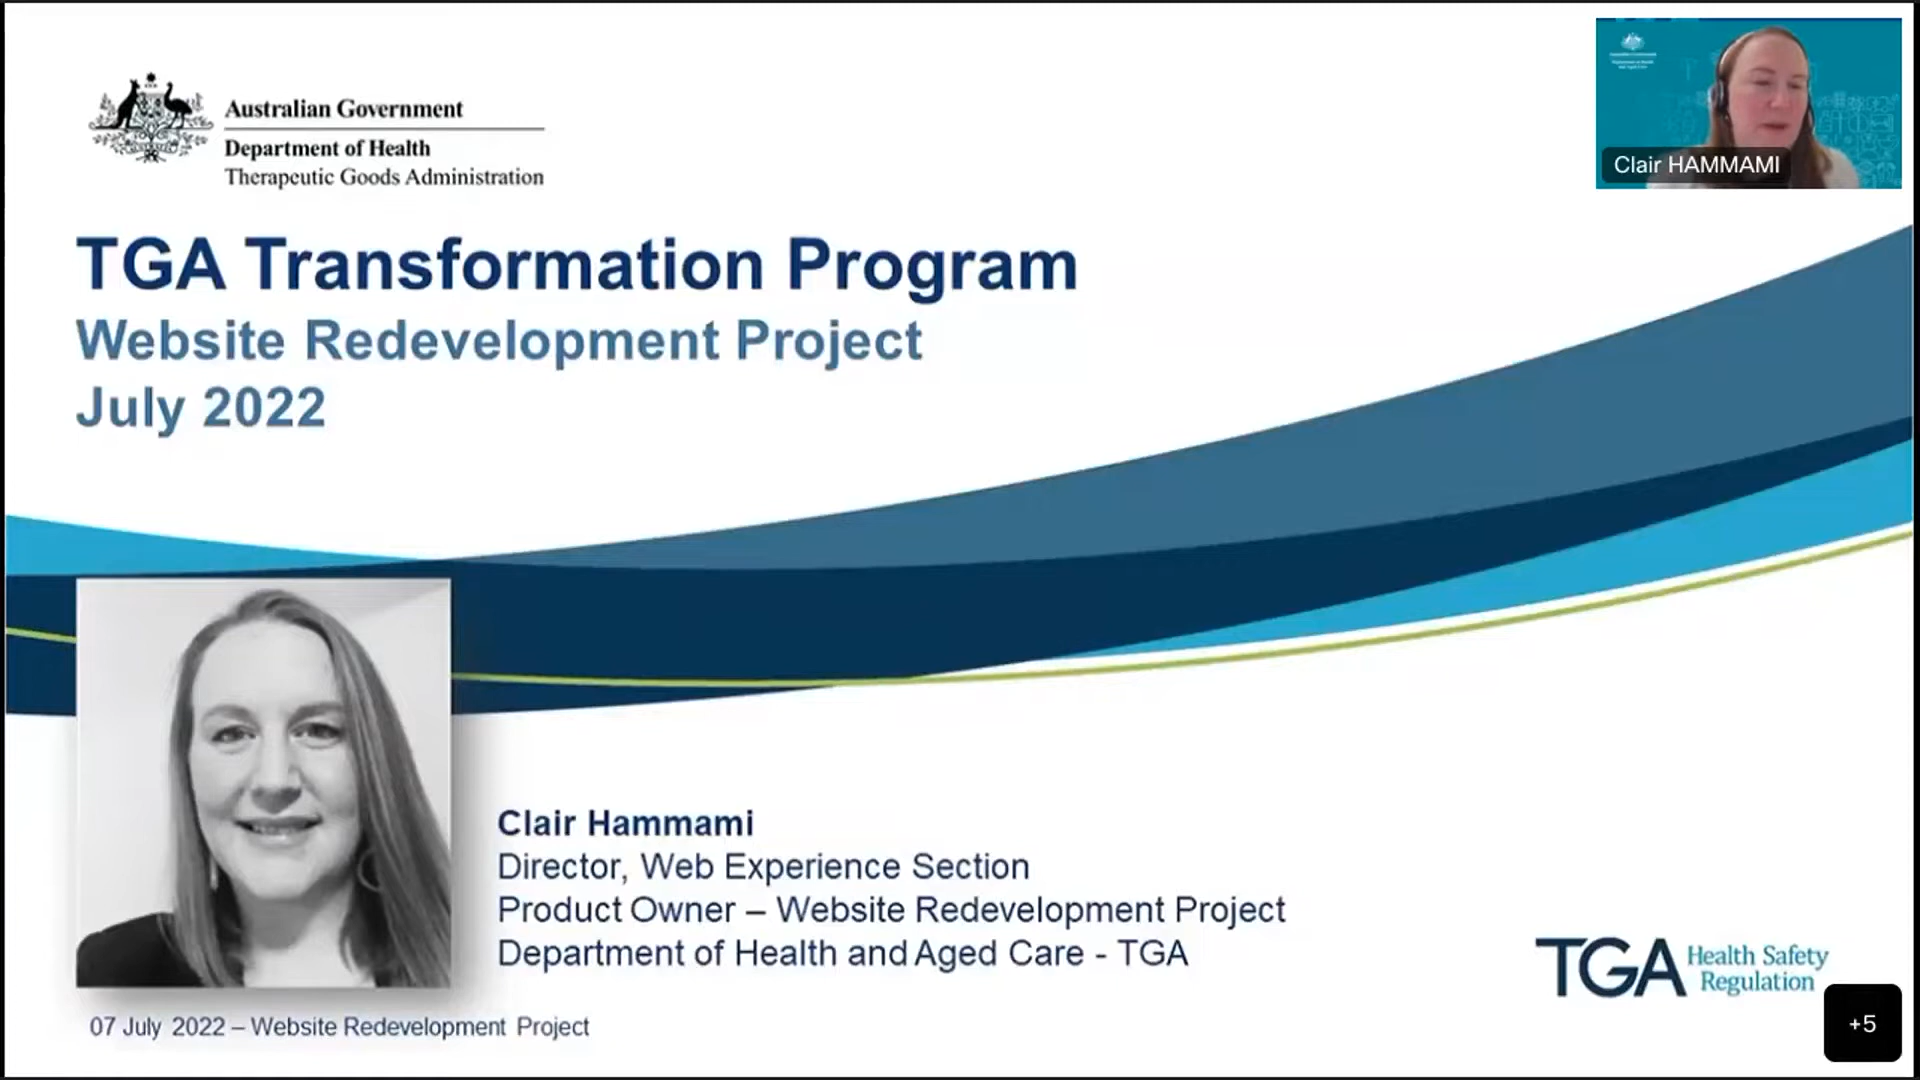 Australian Government
Department of Health
Therapeutic Goods Administration
Clair HAMMAMI
TGA Transformation Program
Website Redevelopment Project
July 2022
Clair Hammami
Director, Web Experience Section
Product Owner – Website Redevelopment Project
Department of Health and Aged Care - TGA
TGA Health Safety
Regulation
07 July 2022 – Website Redevelopment Project
+5